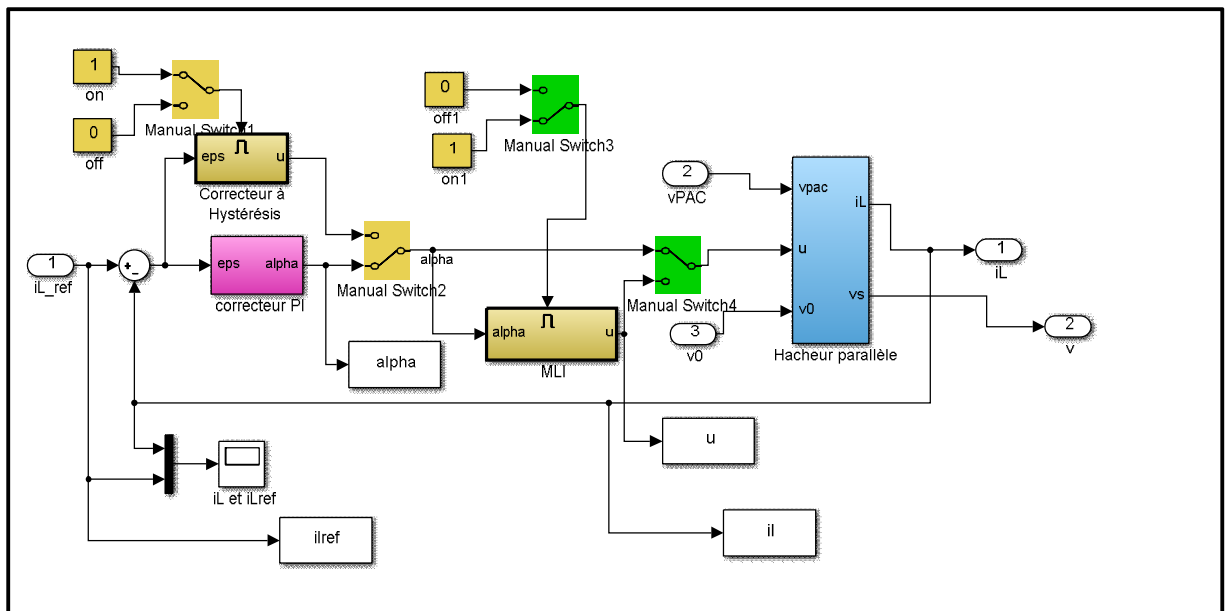 1
on
0
off
Manual Switch1
eps
u
Correcteur à
Hystérésis
0
off1
1
on1
Manual Switch3
1
iL_ref
+
-
eps
alpha
correcteur PI
alpha
Manual Switch2
alpha
alpha
u
MLI
Manual Switch4
2
vPAC
3
v0
vpac
u
v0
iL
vs
Hacheur parallèle
1
iL
2
v
u
iL et iLref
ilref
il